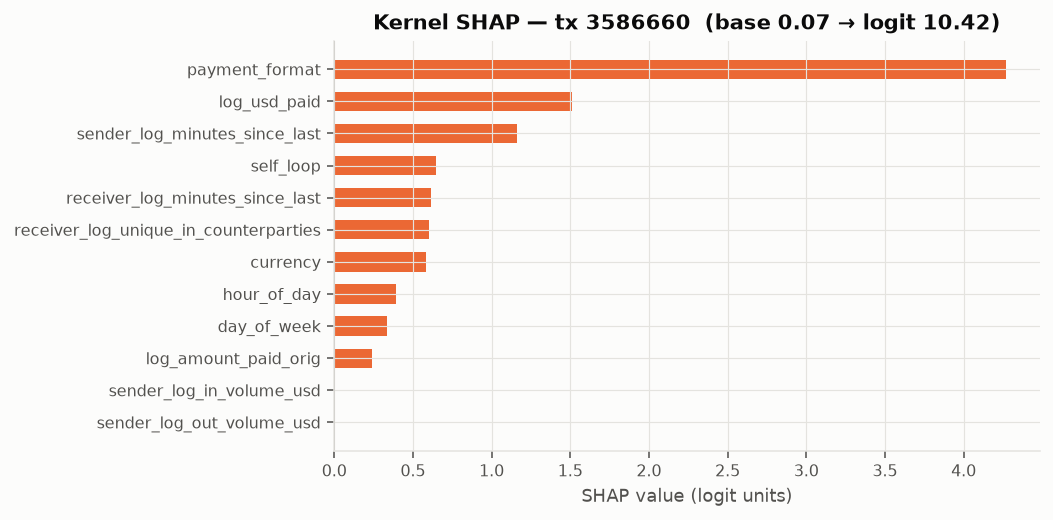 Kernel SHAP — tx 3586660  (base 0.07 → logit 10.42)
payment_format
log_usd_paid
sender_log_minutes_since_last
self_loop
receiver_log_minutes_since_last
receiver_log_unique_in_counterparties
currency
hour_of_day
day_of_week
log_amount_paid_orig
sender_log_in_volume_usd
sender_log_out_volume_usd
0.0 0.5 1.0 1.5 2.0 2.5 3.0 3.5 4.0
SHAP value (logit units)